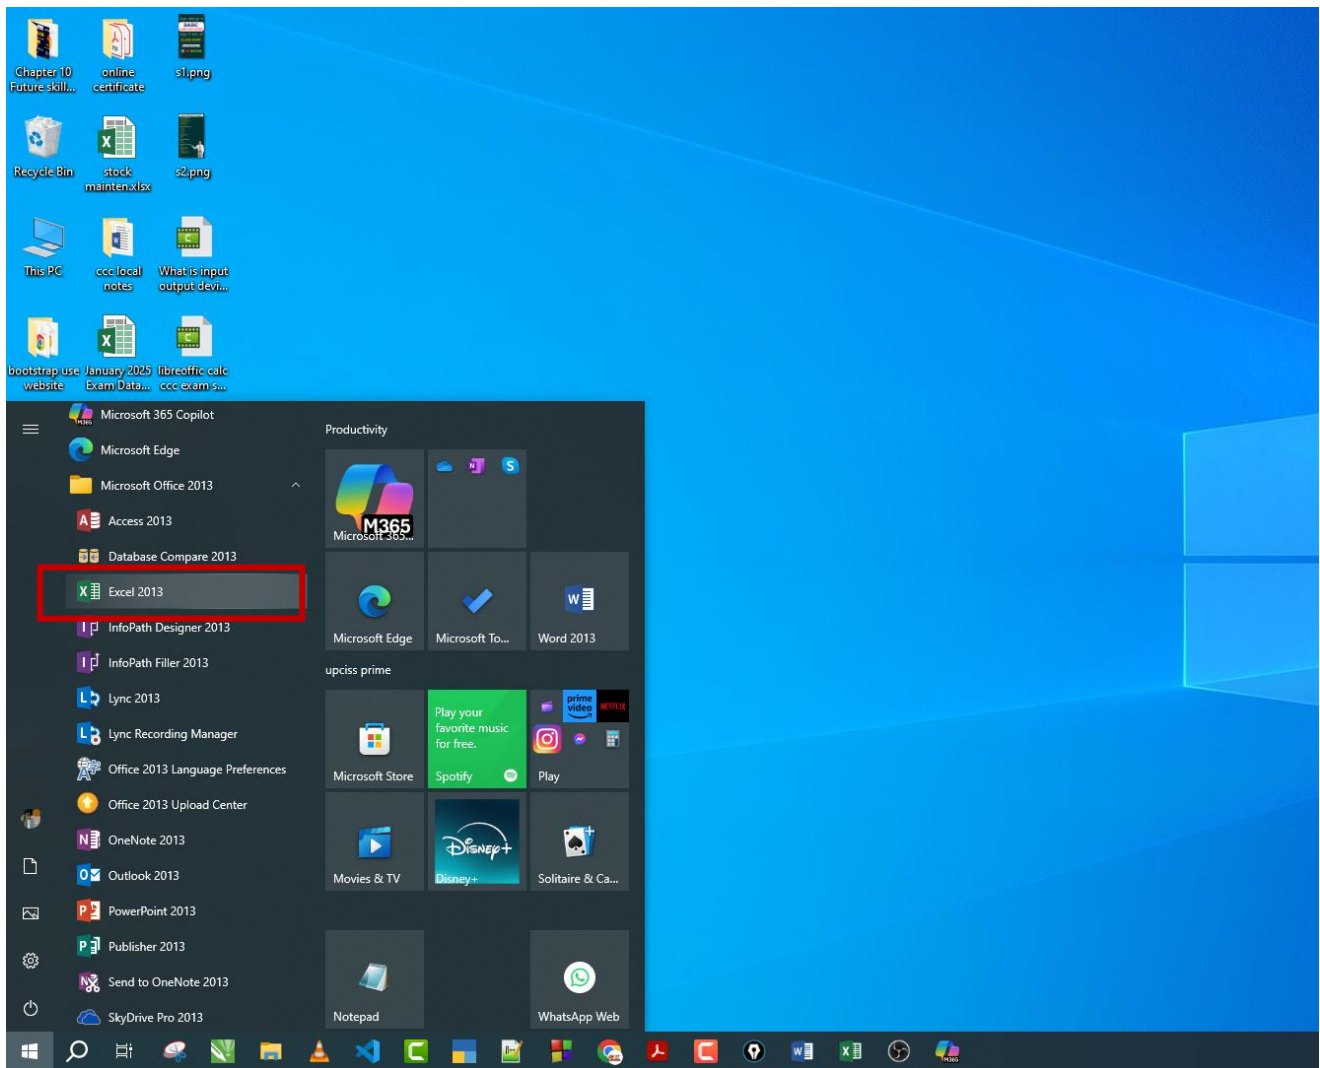 Chapter 10
Future skill...
online
certificate
s1.png
Recycle Bin
stock
mainten.xlsx
s2.png
This PC
ccc local
notes
What is input
output devi...
bootstrap use
website
January 2025
Exam Data...
libreoffic calc
ccc exam s...
Microsoft 365 Copilot
Microsoft Edge
Microsoft Office 2013
Access 2013
Database Compare 2013
Excel 2013
InfoPath Designer 2013
InfoPath Filler 2013
Lync 2013
Lync Recording Manager
Office 2013 Language Preferences
Office 2013 Upload Center
OneNote 2013
Outlook 2013
PowerPoint 2013
Publisher 2013
Send to OneNote 2013
SkyDrive Pro 2013
Productivity
M365
Microsoft 365...
Microsoft Edge
Microsoft To...
Word 2013
upciss prime
Microsoft Store
Play your
favorite music
for free.
Spotify
prime
video
NETFLIX
Play
Movies & TV
Disney+
Disney+
Solitaire & Ca...
Notepad
WhatsApp Web